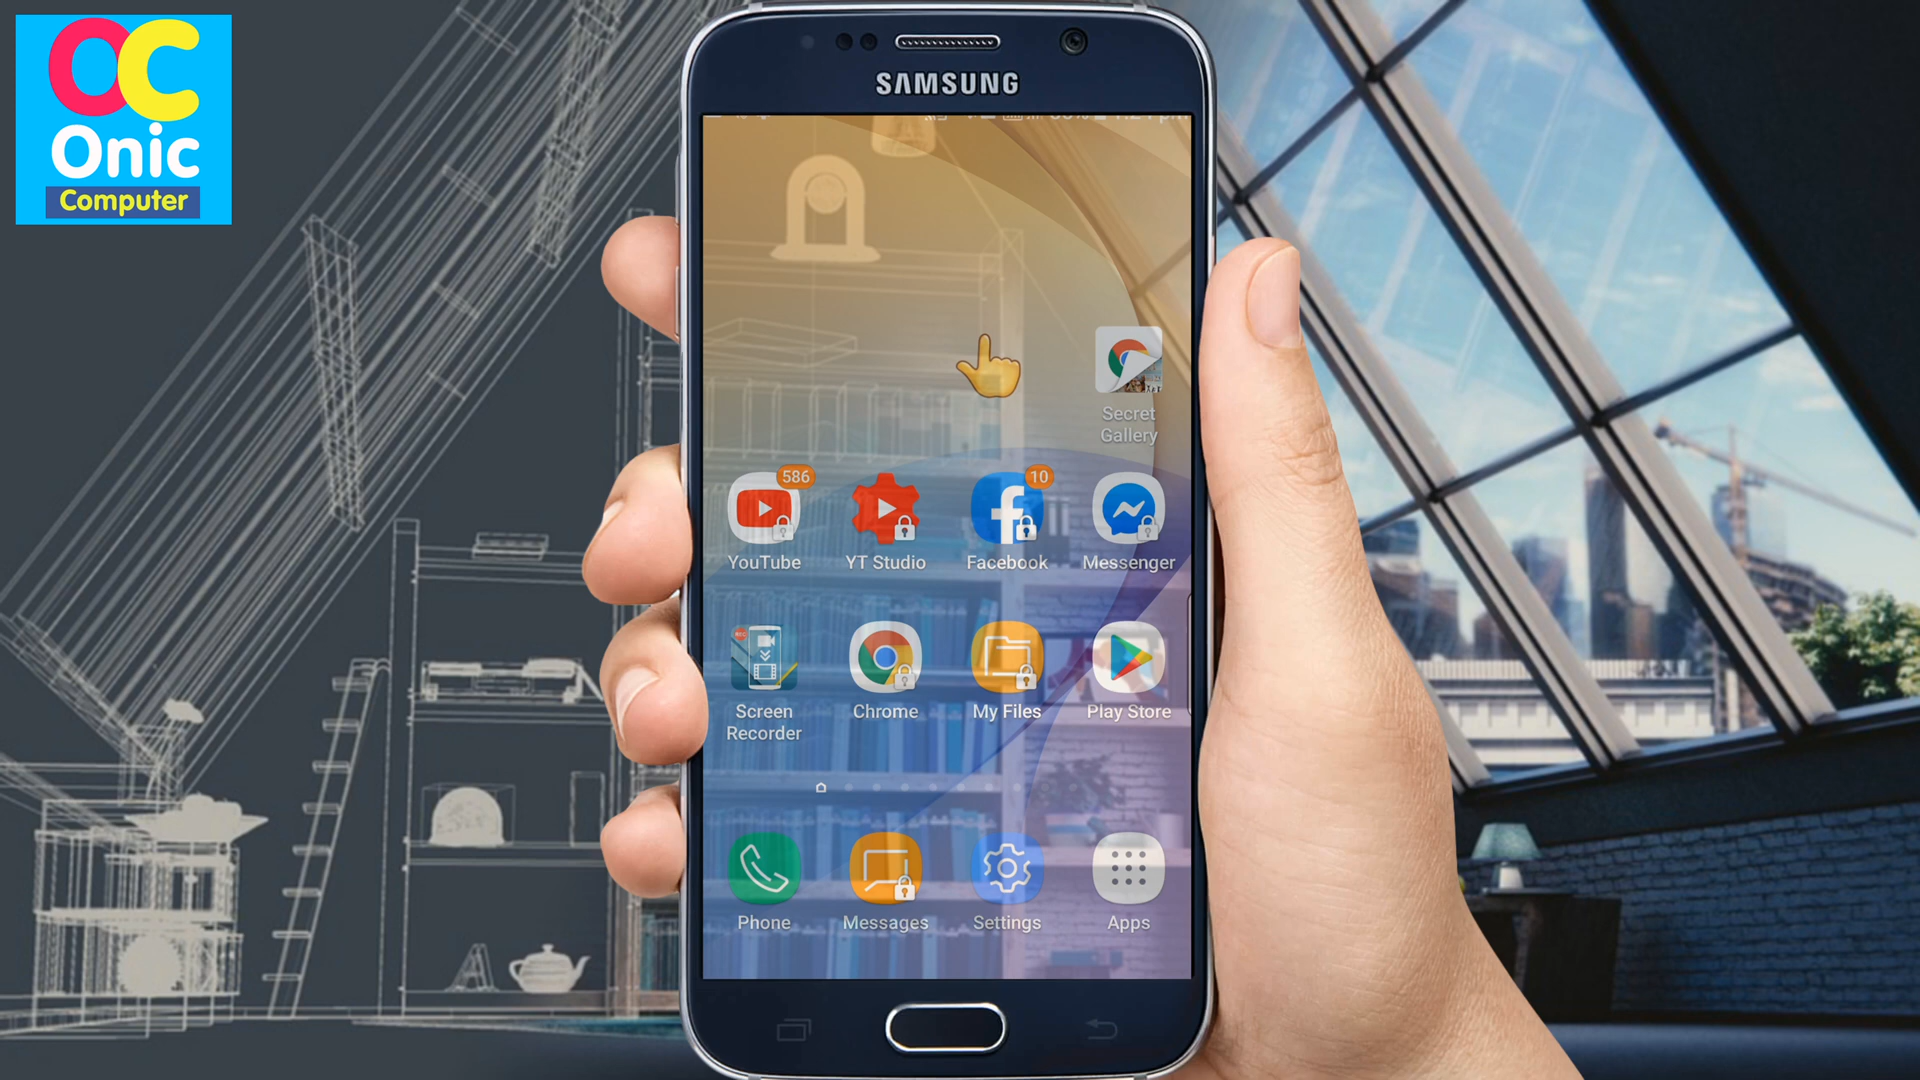 OC
Onic
Computer
SAMSUNG
Secret
Gallery
586
10
YouTube
YT Studio
Facebook
Messenger
REC
Screen
Recorder
Chrome
My Files
Play Store
Phone
Messages
Settings
Apps